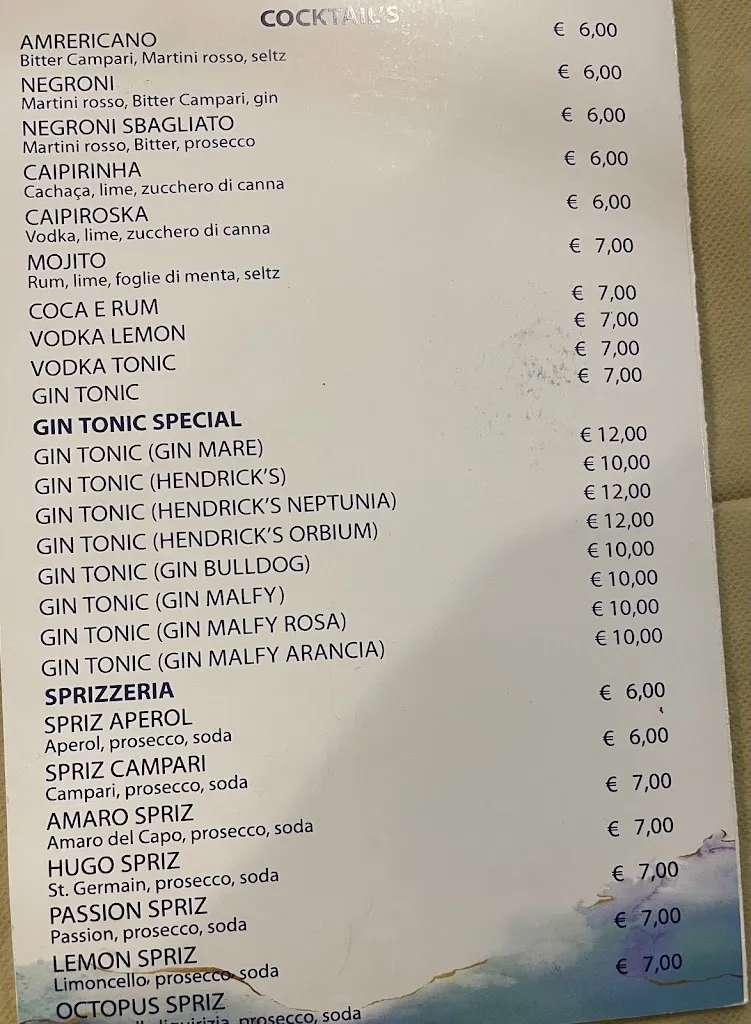 COCKTAIL'S
AMRERICANO € 6,00
Bitter Campari, Martini rosso, seltz
NEGRONI € 6,00
Martini rosso, Bitter Campari, gin
NEGRONI SBAGLIATO € 6,00
Martini rosso, Bitter, prosecco
CAIPIRINHA € 6,00
Cachaça, lime, zucchero di canna
CAIPIROSKA € 6,00
Vodka, lime, zucchero di canna
MOJITO € 7,00
Rum, lime, foglie di menta, seltz
COCA E RUM € 7,00
VODKA LEMON € 7,00
VODKA TONIC € 7,00
GIN TONIC € 7,00
GIN TONIC SPECIAL
GIN TONIC (GIN MARE) € 12,00
GIN TONIC (HENDRICK'S) € 10,00
GIN TONIC (HENDRICK'S NEPTUNIA) € 12,00
GIN TONIC (HENDRICK'S ORBIUM) € 12,00
GIN TONIC (GIN BULLDOG) € 10,00
GIN TONIC (GIN MALFY) € 10,00
GIN TONIC (GIN MALFY ROSA) € 10,00
GIN TONIC (GIN MALFY ARANCIA) € 10,00
SPRIZZERIA
SPRIZ APEROL € 6,00
Aperol, prosecco, soda
SPRIZ CAMPARI € 6,00
Campari, prosecco, soda
AMARO SPRIZ € 7,00
Amaro del Capo, prosecco, soda
HUGO SPRIZ € 7,00
St. Germain, prosecco, soda
PASSION SPRIZ € 7,00
Passion, prosecco, soda
LEMON SPRIZ € 7,00
Limoncello, prosecco, soda
OCTOPUS SPRIZ € 7,00
liquirizia, prosecco, soda